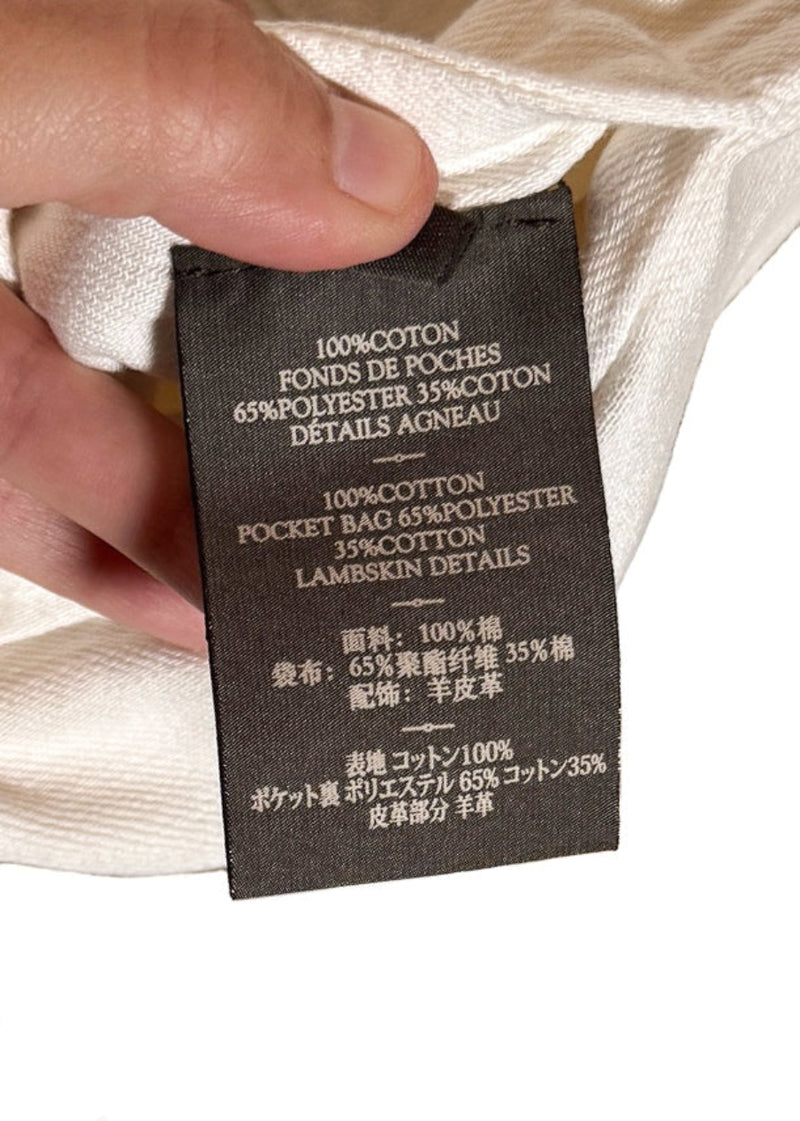 100%COTON
FONDS DE POCHES
65%POLYESTER 35%COTON
DÉTAILS AGNEAU
100%COTTON
POCKET BAG 65%POLYESTER
35%COTTON
LAMBSKIN DETAILS
面料: 100%棉
袋布: 65%聚酯纤维 35%棉
配饰: 羊皮革
表地 コットン100%
ポケット裏 ポリエステル 65% コットン35%
皮革部分 羊革